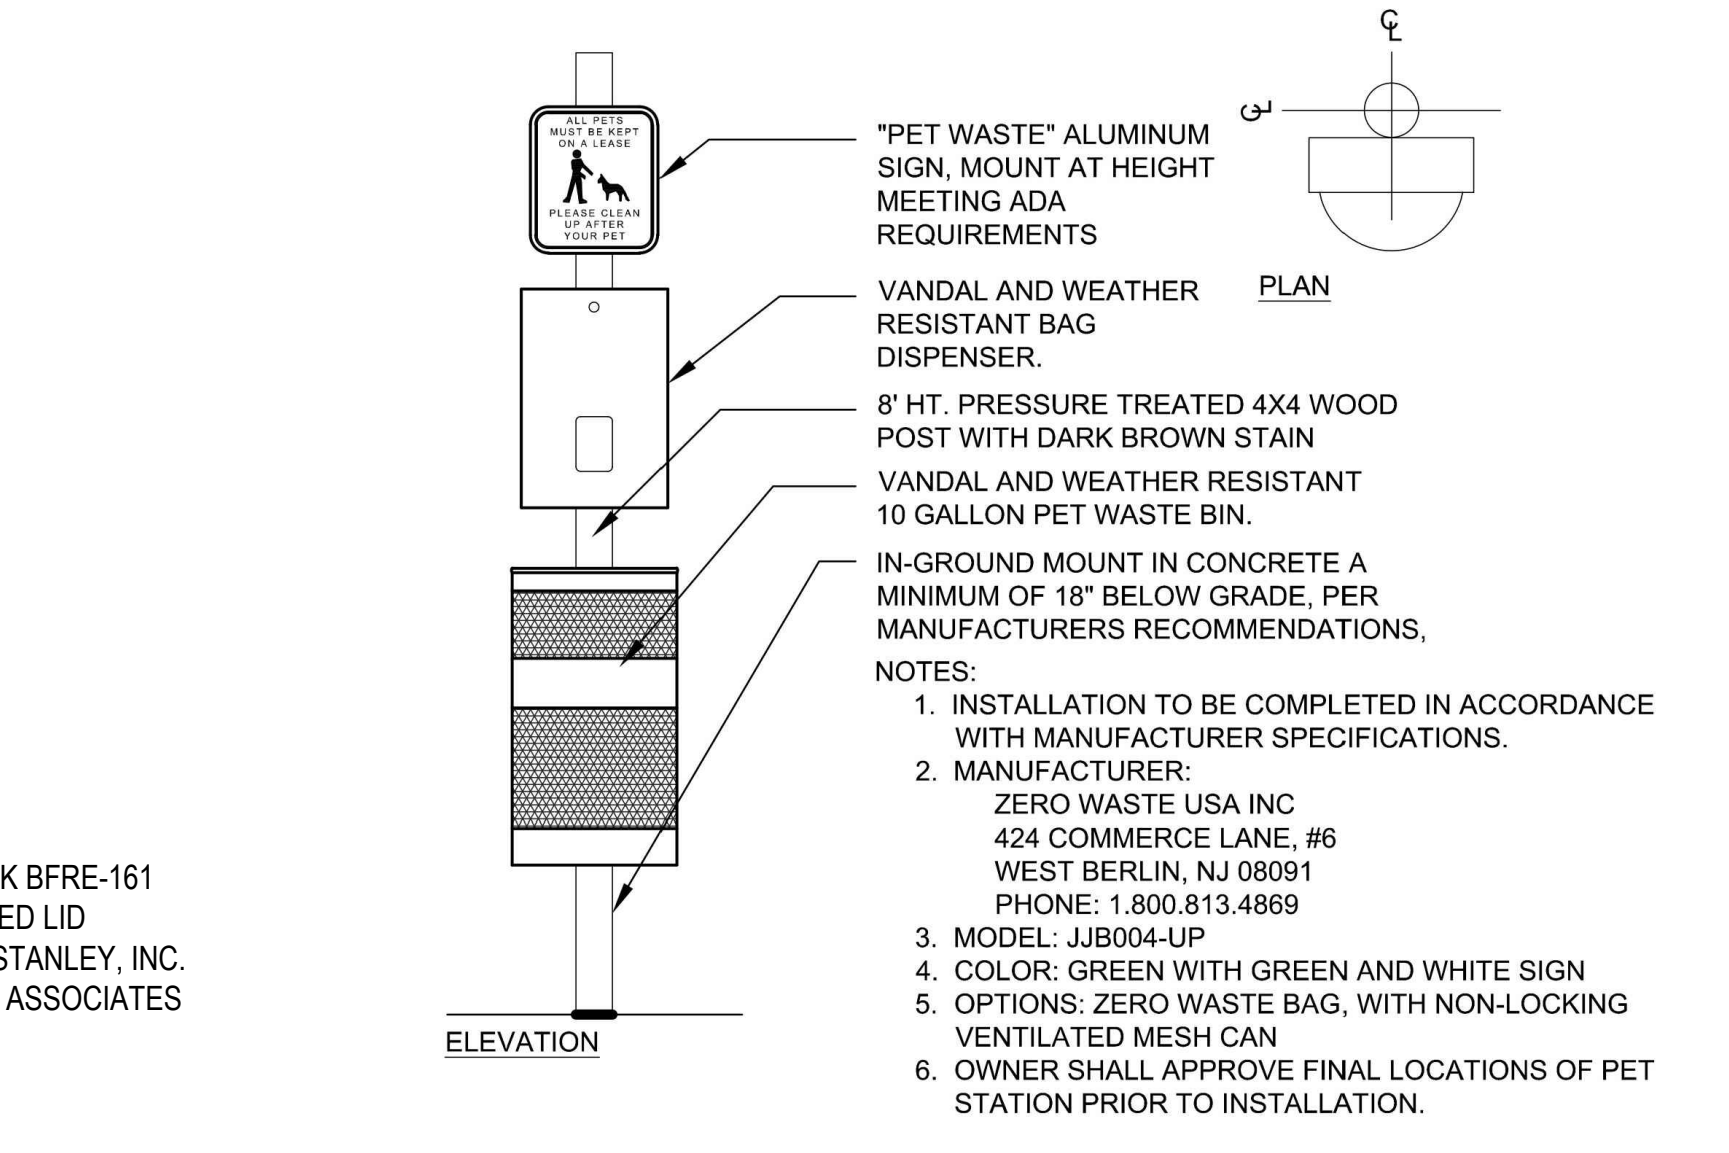 ALL PETS
MUST BE KEPT
ON A LEASE
PLEASE CLEAN
UP AFTER
YOUR PET
"PET WASTE" ALUMINUM
SIGN, MOUNT AT HEIGHT
MEETING ADA
REQUIREMENTS
VANDAL AND WEATHER
RESISTANT BAG
DISPENSER.
8' HT. PRESSURE TREATED 4X4 WOOD
POST WITH DARK BROWN STAIN
VANDAL AND WEATHER RESISTANT
10 GALLON PET WASTE BIN.
IN-GROUND MOUNT IN CONCRETE A
MINIMUM OF 18" BELOW GRADE, PER
MANUFACTURERS RECOMMENDATIONS,
CL
CL
PLAN
NOTES:
1. INSTALLATION TO BE COMPLETED IN ACCORDANCE
WITH MANUFACTURER SPECIFICATIONS.
2. MANUFACTURER:
ZERO WASTE USA INC
424 COMMERCE LANE, #6
WEST BERLIN, NJ 08091
PHONE: 1.800.813.4869
3. MODEL: JJB004-UP
4. COLOR: GREEN WITH GREEN AND WHITE SIGN
5. OPTIONS: ZERO WASTE BAG, WITH NON-LOCKING
VENTILATED MESH CAN
6. OWNER SHALL APPROVE FINAL LOCATIONS OF PET
STATION PRIOR TO INSTALLATION.
ELEVATION
K BFRE-161
ED LID
STANLEY, INC.
ASSOCIATES